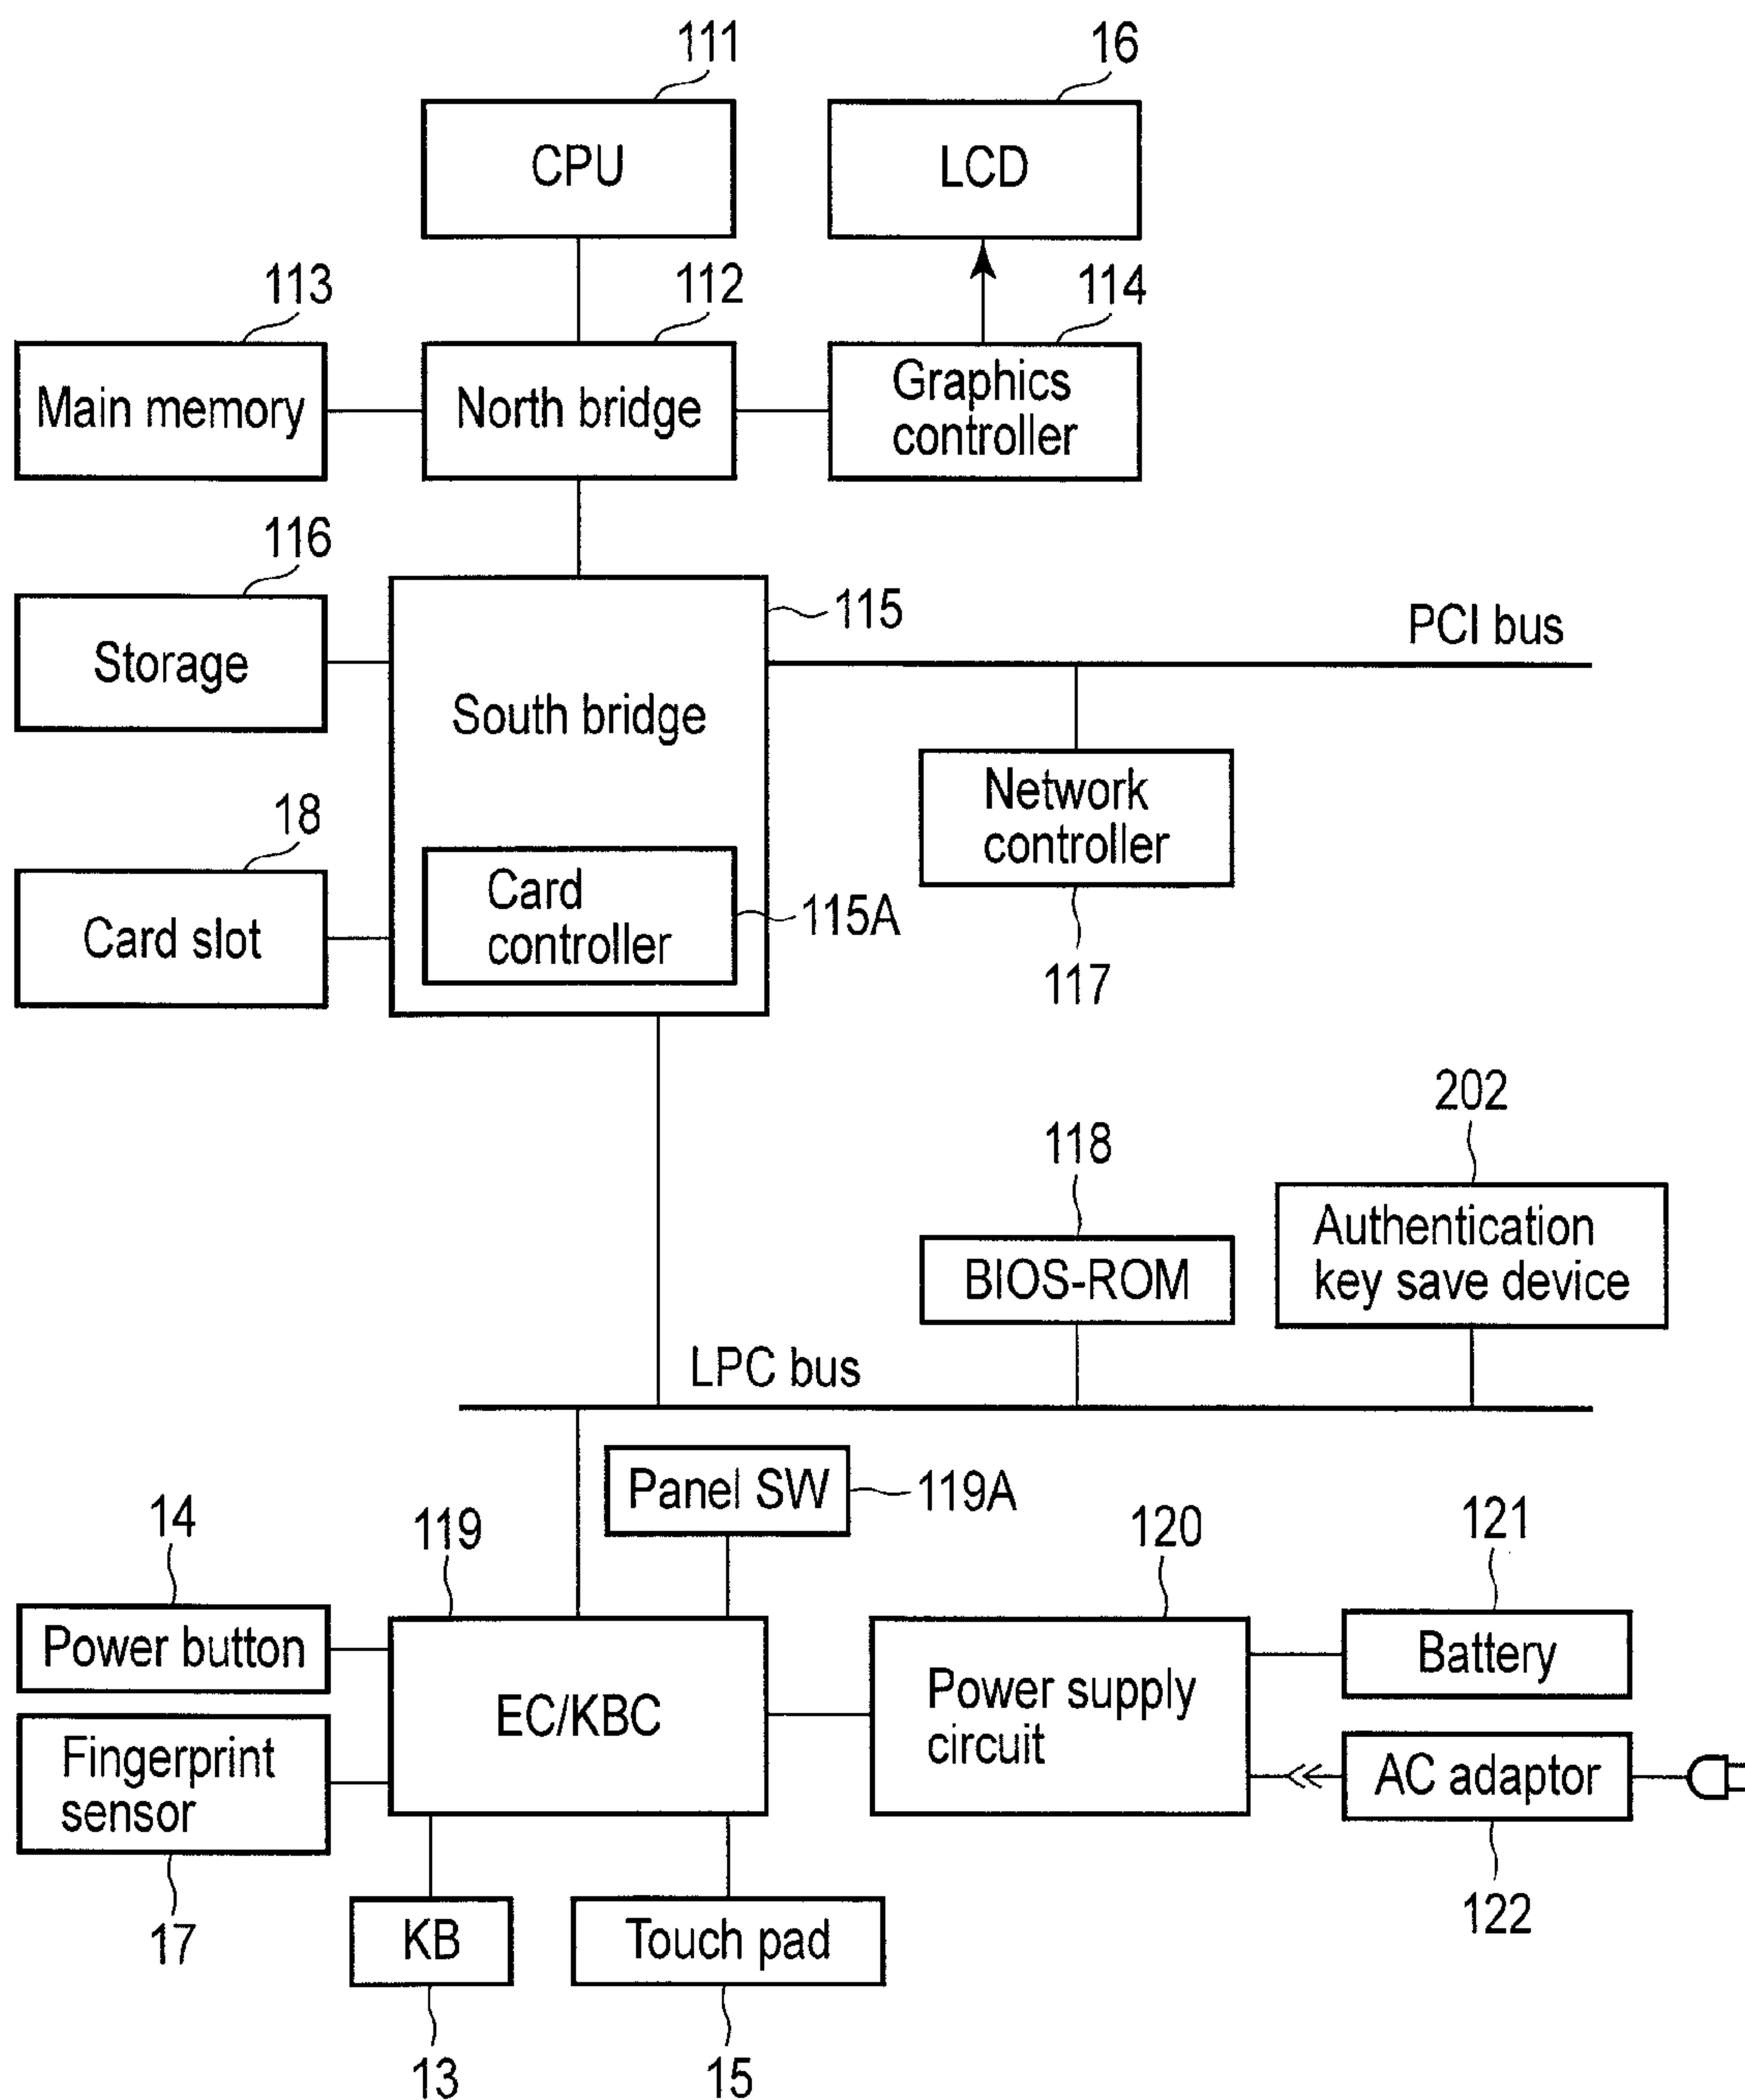 111
16
CPU
LCD
113
112
114
Main memory
North bridge
Graphics
controller
116
115
PCI bus
Storage
South bridge
18
Network
controller
Card slot
Card
controller
115A
117
202
118
Authentication
key save device
BIOS-ROM
LPC bus
Panel SW
119A
14
119
120
121
Power button
Battery
EC/KBC
Power supply
circuit
Fingerprint
sensor
AC adaptor
17
KB
Touch pad
122
13
15